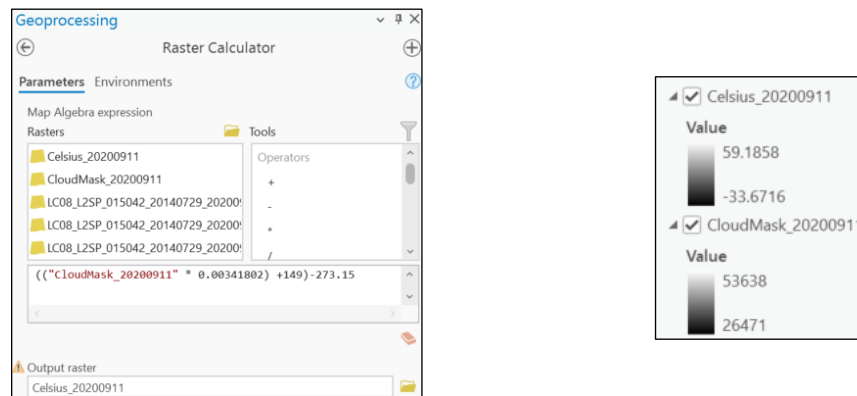 Geoprocessing
Raster Calculator
Parameters Environments
Map Algebra expression
Rasters
Tools
Celsius_20200911
CloudMask_20200911
LC08_L2SP_015042_20140729_20200
LC08_L2SP_015042_20140729_20200
LC08_L2SP_015042_20140729_20200
Operators
+
-
*
/
(("CloudMask_20200911" * 0.00341802) +149)-273.15
Output raster
Celsius_20200911
Celsius_20200911
Value
59.1858
-33.6716
CloudMask_20200911
Value
53638
26471